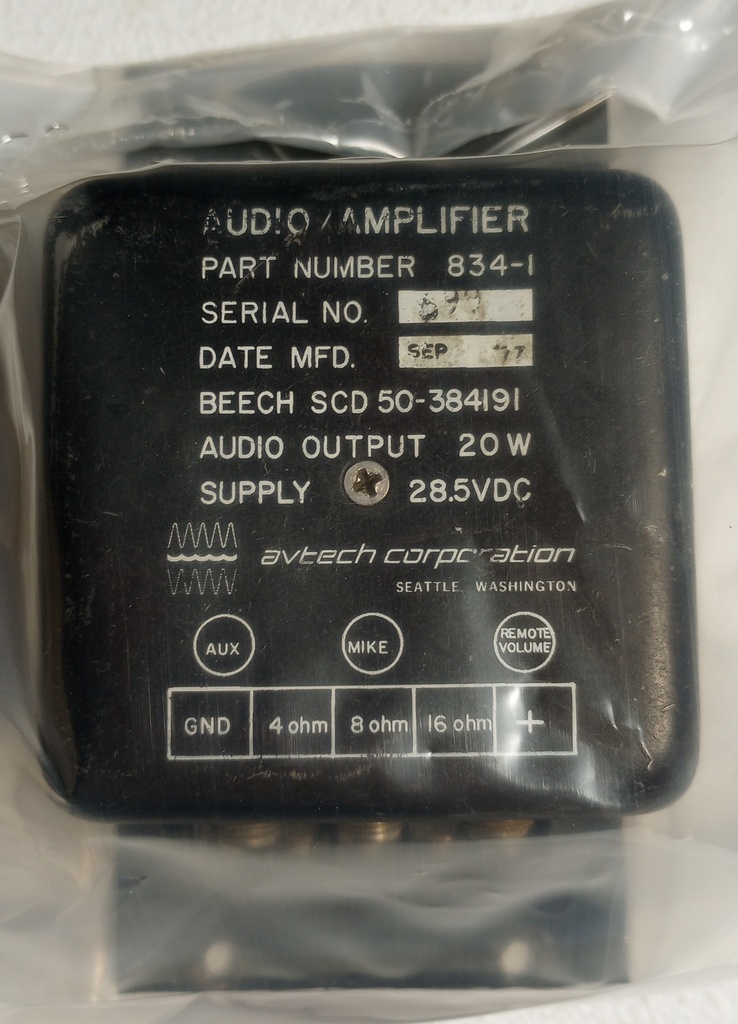 AUDIO AMPLIFIER
PART NUMBER 834-1
SERIAL NO.
DATE MFD. SEP '77
BEECH SCD 50-384191
AUDIO OUTPUT 20 W
SUPPLY 28.5VDC
avtech corporation
SEATTLE, WASHINGTON
AUX MIKE REMOTE VOLUME
GND 4 ohm 8 ohm 16 ohm +